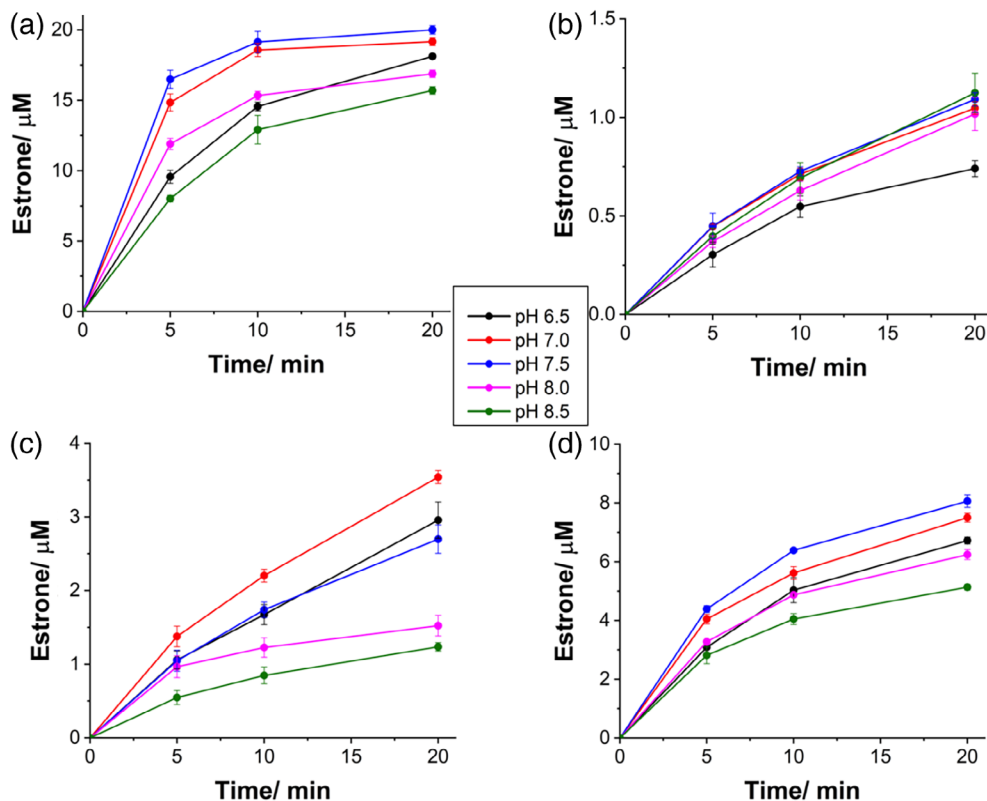 (a)
Estrone/ μM
20
15
10
5
0
0 5 10 15 20
Time/ min
(b)
Estrone/ μM
1.5
1.0
0.5
0.0
0 5 10 15 20
Time/ min
pH 6.5
pH 7.0
pH 7.5
pH 8.0
pH 8.5
(c)
Estrone/ μM
4
3
2
1
0
0 5 10 15 20
Time/ min
(d)
Estrone/ μM
10
8
6
4
2
0
0 5 10 15 20
Time/ min